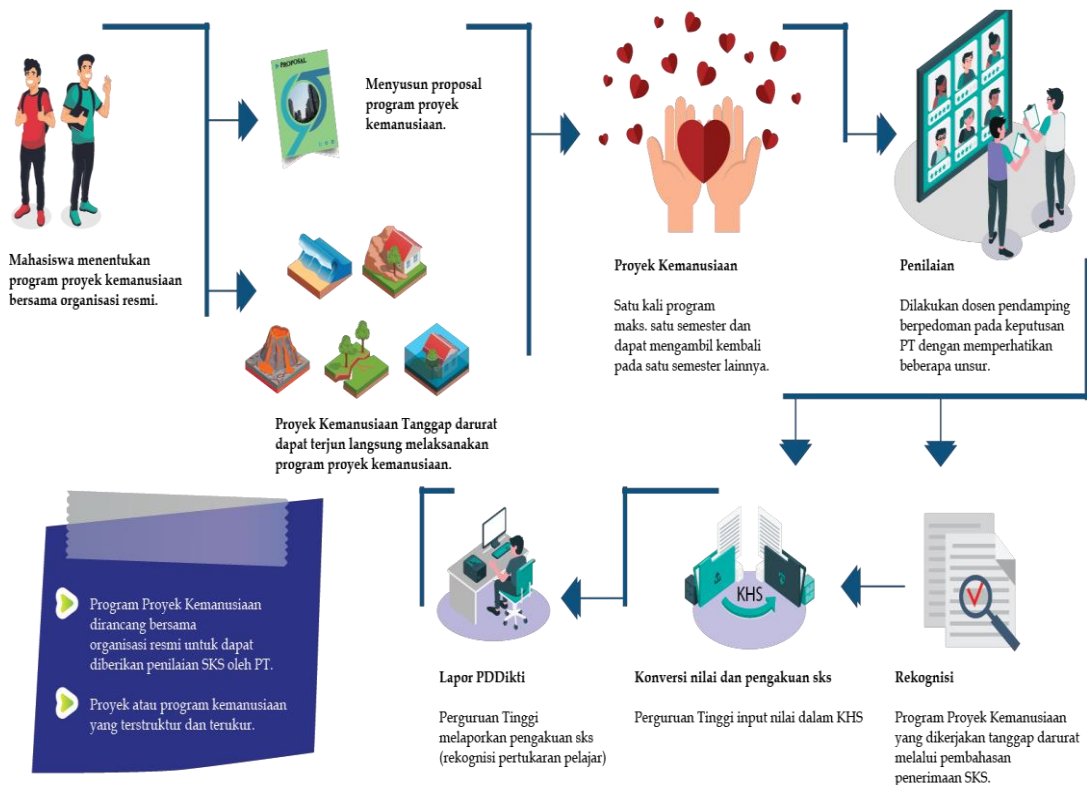 PROPOSAL
Menyusun proposal
program proyek
kemanusiaan.
Mahasiswa menentukan
program proyek kemanusiaan
bersama organisasi resmi.
Proyek Kemanusiaan Tanggap darurat
dapat terjun langsung melaksanakan
program proyek kemanusiaan.
Proyek Kemanusiaan
Satu kali program
maks. satu semester dan
dapat mengambil kembali
pada satu semester lainnya.
Penilaian
Dilakukan dosen pendamping
berpedoman pada keputusan
PT dengan memperhatikan
beberapa unsur.
Rekognisi
Program Proyek Kemanusiaan
yang dikerjakan tanggap darurat
melalui pembahasan
penerimaan SKS.
KHS
Konversi nilai dan pengakuan sks
Perguruan Tinggi input nilai dalam KHS
Lapor PDDikti
Perguruan Tinggi
melaporkan pengakuan sks
(rekognisi pertukaran pelajar)
Program Proyek Kemanusiaan
dirancang bersama
organisasi resmi untuk dapat
diberikan penilaian SKS oleh PT.
Proyek atau program kemanusiaan
yang terstruktur dan terukur.